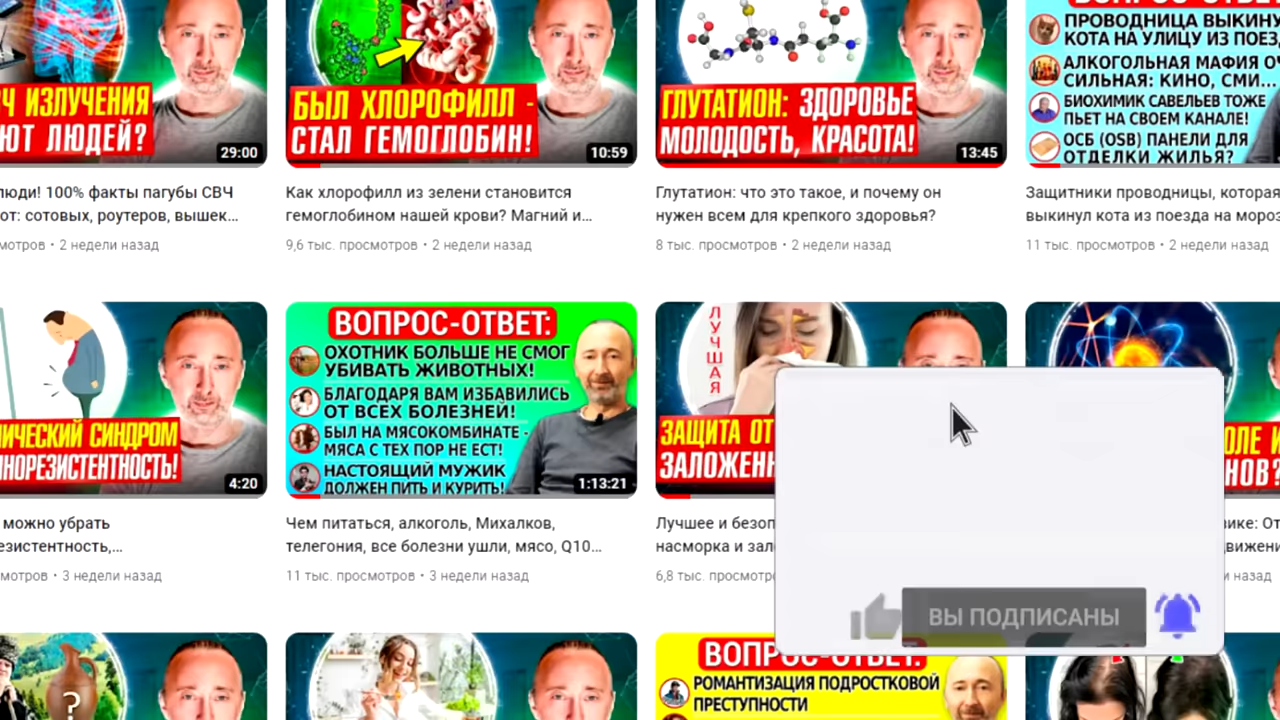 Ч ИЗЛУЧЕНИЯ
ЮТ ЛЮДЕЙ?
29:00
люди! 100% факты пагубы СВЧ
от: сотовых, роутеров, вышек...
смотров • 2 недели назад
БЫЛ ХЛОРОФИЛЛ -
СТАЛ ГЕМОГЛОБИН!
10:59
Как хлорофилл из зелени становится
гемоглобином нашей крови? Магний и...
9,6 тыс. просмотров • 2 недели назад
ГЛУТАТИОН: ЗДОРОВЬЕ
МОЛОДОСТЬ, КРАСОТА!
13:45
Глутатион: что это такое, и почему он
нужен всем для крепкого здоровья?
8 тыс. просмотров • 2 недели назад
ПРОВОДНИЦА ВЫКИНУ
КОТА НА УЛИЦУ ИЗ ПОЕЗ
АЛКОГОЛЬНАЯ МАФИЯ ОЧ
СИЛЬНАЯ: КИНО, СМИ...
БИОХИМИК САВЕЛЬЕВ ТОЖЕ
ПЬЕТ НА СВОЕМ КАНАЛЕ!
ОСБ (OSB) ПАНЕЛИ ДЛЯ
ОТДЕЛКИ ЖИЛЬЯ?
Защитники проводницы, которая
выкинул кота из поезда на мороз
11 тыс. просмотров • 2 недели назад
ИЧЕСКИЙ СИНДРОМ
НОРЕЗИСТЕНТНОСТЬ!
4:20
можно убрать
езистентность,...
смотров • 3 недели назад
ВОПРОС-ОТВЕТ:
ОХОТНИК БОЛЬШЕ НЕ СМОГ
УБИВАТЬ ЖИВОТНЫХ!
БЛАГОДАРЯ ВАМ ИЗБАВИЛИСЬ
ОТ ВСЕХ БОЛЕЗНЕЙ!
БЫЛ НА МЯСОКОМБИНАТЕ -
МЯСА С ТЕХ ПОР НЕ ЕСТ!
НАСТОЯЩИЙ МУЖИК
ДОЛЖЕН ПИТЬ И КУРИТЬ!
1:13:21
Чем питаться, алкоголь, Михалков,
телегония, все болезни ушли, мясо, Q10...
11 тыс. просмотров • 3 недели назад
ЛУЧШАЯ
ЗАЩИТА ОТ
ЗАЛОЖЕНН
Лучшее и безоп
насморка и зало
6,8 тыс. просмотро
ОЛЕ И
НОВ?
ике: От
движени
назад
ВЫ ПОДПИСАНЫ
?
ВОПРОС-ОТВЕТ:
РОМАНТИЗАЦИЯ ПОДРОСТКОВОЙ
ПРЕСТУПНОСТИ